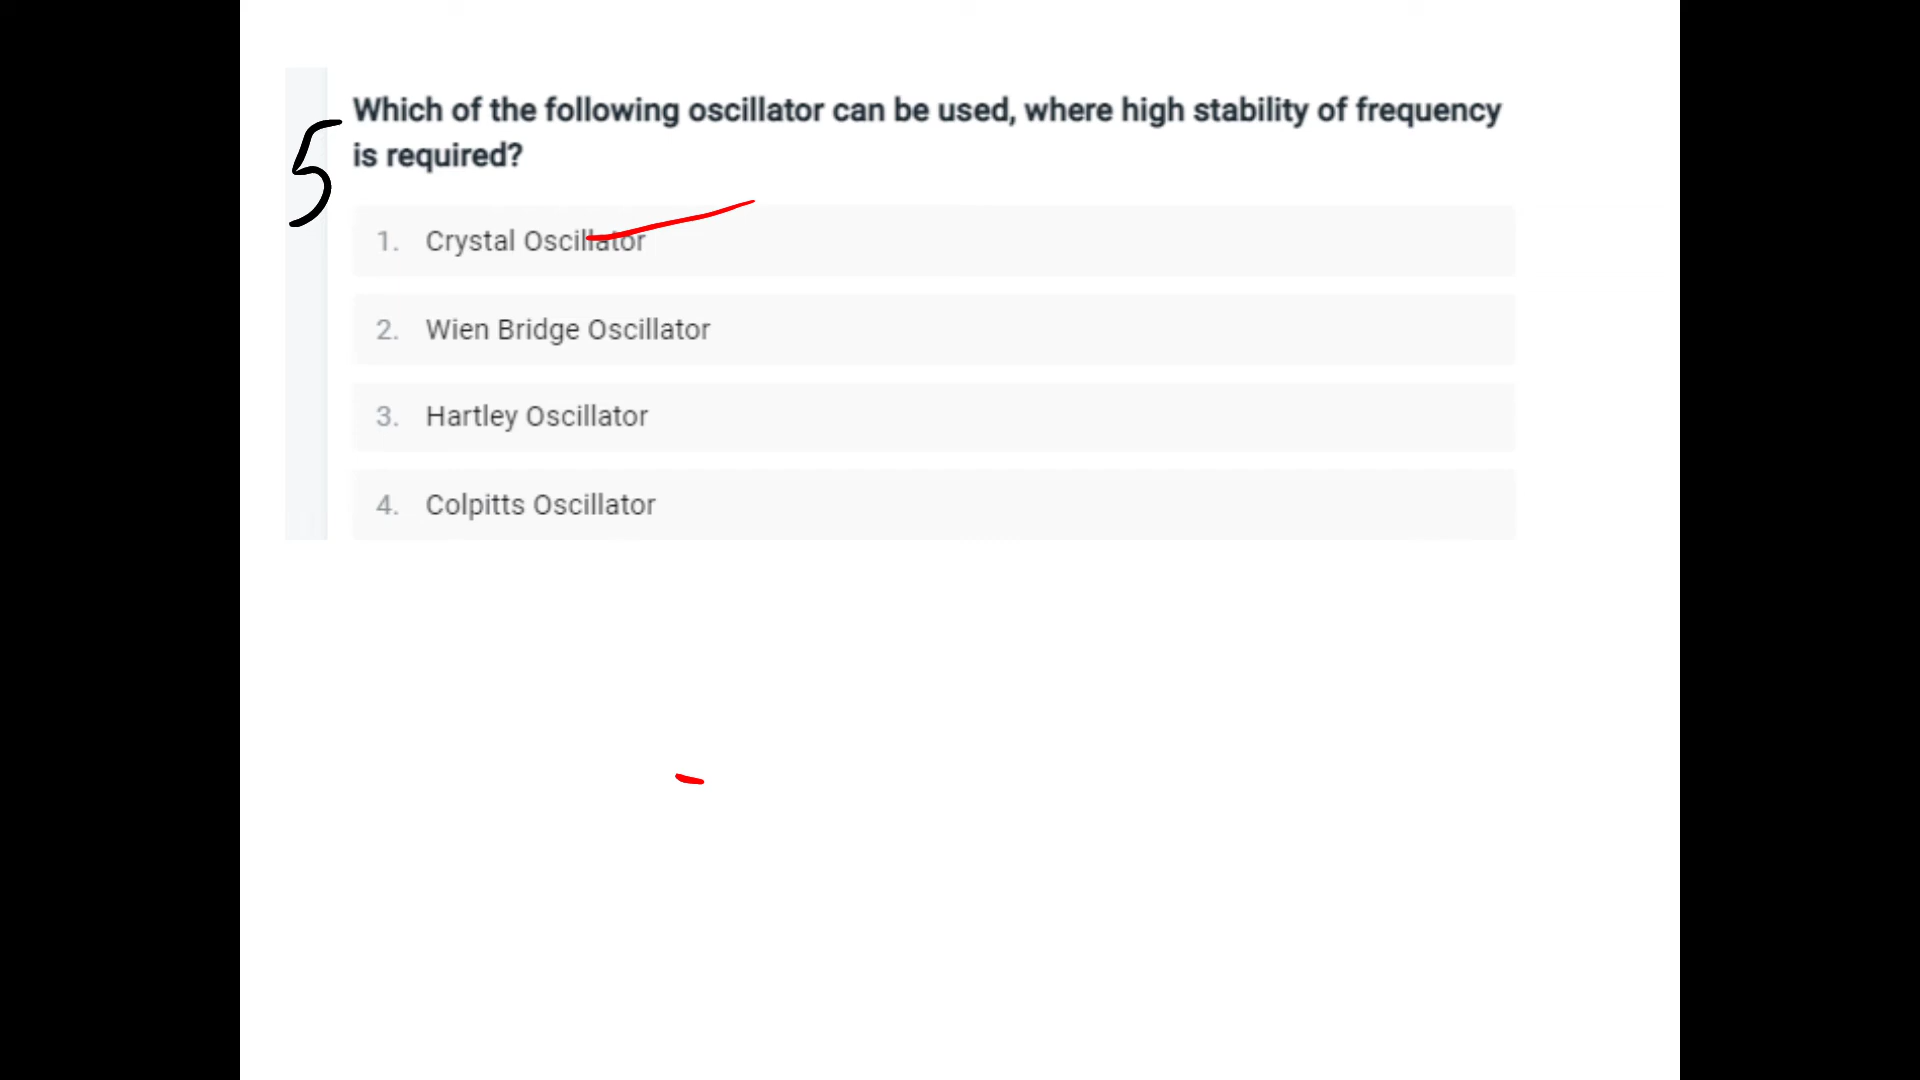 5
Which of the following oscillator can be used, where high stability of frequency
is required?
1. Crystal Oscillator
2. Wien Bridge Oscillator
3. Hartley Oscillator
4. Colpitts Oscillator